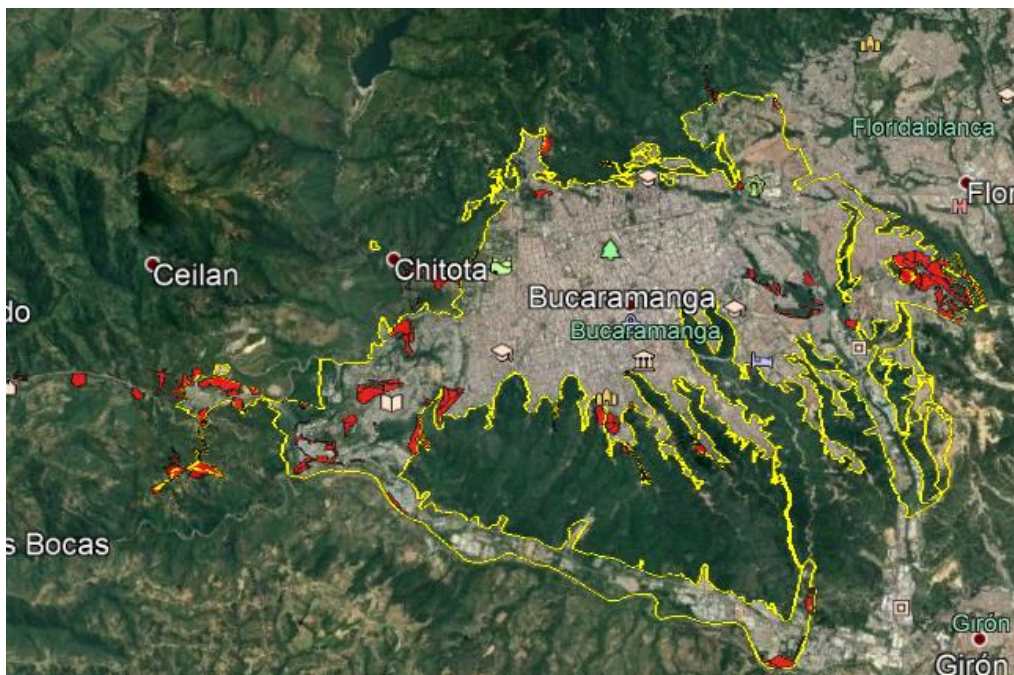 Floridablanca
Flor
Chitota
Ceilan
do
Bucaramanga
Bucaramanga
s Bocas
Girón
Girón